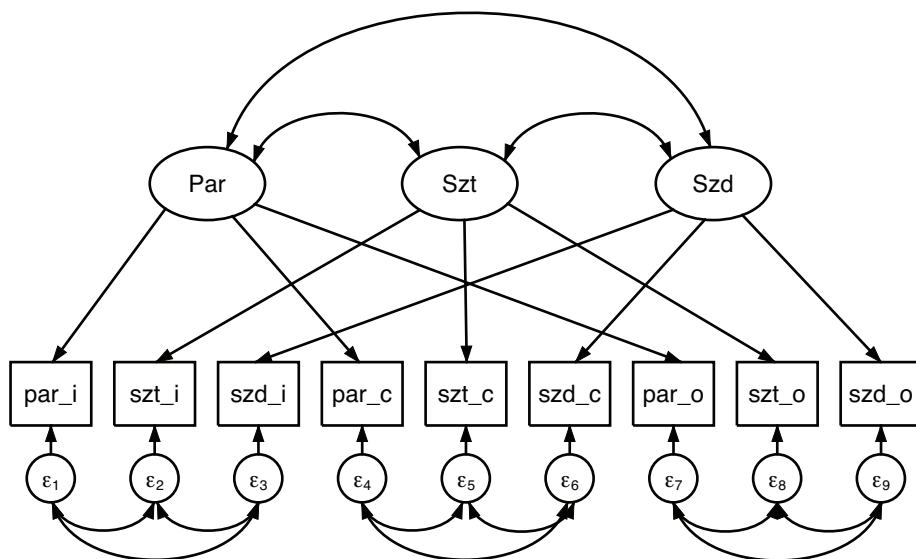 Par Szt Szd
par_i szt_i szd_i par_c szt_c szd_c par_o szt_o szd_o
ε₁ ε₂ ε₃ ε₄ ε₅ ε₆ ε₇ ε₈ ε₉